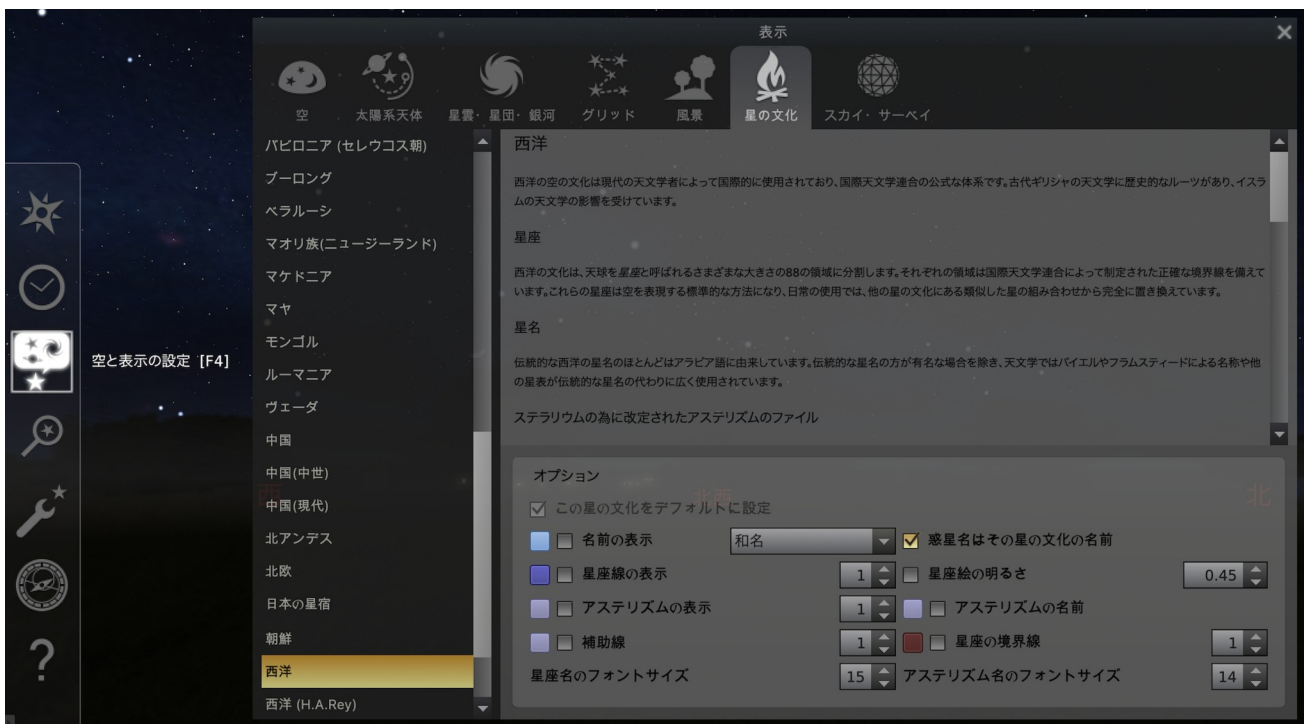 表示
空
太陽系天体
星雲・星団・銀河
グリッド
風景
星の文化
スカイ・サーベイ
バビロニア (セレウコス朝)
ブーロング
ベラルーシ
マオリ族(ニュージーランド)
マケドニア
マヤ
モンゴル
ルーマニア
ヴェーダ
中国
中国(中世)
中国(現代)
北アンデス
北欧
日本の星宿
朝鮮
西洋
西洋 (H.A.Rey)
空と表示の設定 [F4]
西洋
西洋の空の文化は現代の天文学者によって国際的に使用されており、国際天文学連合の公式な体系です。古代ギリシャの天文学に歴史的なルーツがあり、イスラ
ムの天文学の影響を受けています。
星座
西洋の文化は、天球を星座と呼ばれるさまざまな大きさの88の領域に分割します。それぞれの領域は国際天文学連合によって制定された正確な境界線を備えて
います。これらの星座は空を表現する標準的な方法になり、日常の使用では、他の星の文化にある類似した星の組み合わせから完全に置き換えています。
星名
伝統的な西洋の星名のほとんどはアラビア語に由来しています。伝統的な星名の方が有名な場合を除き、天文学ではバイエルやフラムスティードによる名称や他
の星表が伝統的な星名の代わりに広く使用されています。
ステラリウムの為に改定されたアステリズムのファイル
オプション
この星の文化をデフォルトに設定
名前の表示 和名 惑星名はその星の文化の名前
星座線の表示 1 星座絵の明るさ 0.45
アステリズムの表示 1 アステリズムの名前
補助線 1 星座の境界線 1
星座名のフォントサイズ 15 アステリズム名のフォントサイズ 14
西
北西
北